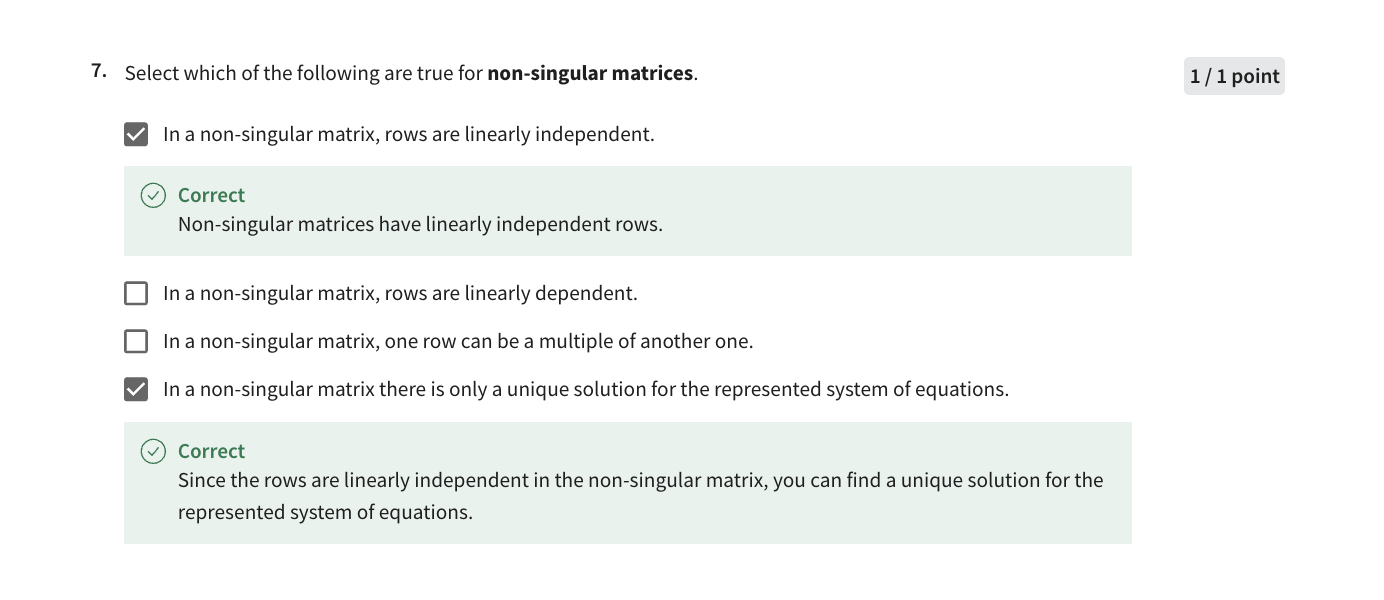 7. Select which of the following are true for non-singular matrices.
1 / 1 point
In a non-singular matrix, rows are linearly independent.
Correct
Non-singular matrices have linearly independent rows.
In a non-singular matrix, rows are linearly dependent.
In a non-singular matrix, one row can be a multiple of another one.
In a non-singular matrix there is only a unique solution for the represented system of equations.
Correct
Since the rows are linearly independent in the non-singular matrix, you can find a unique solution for the
represented system of equations.